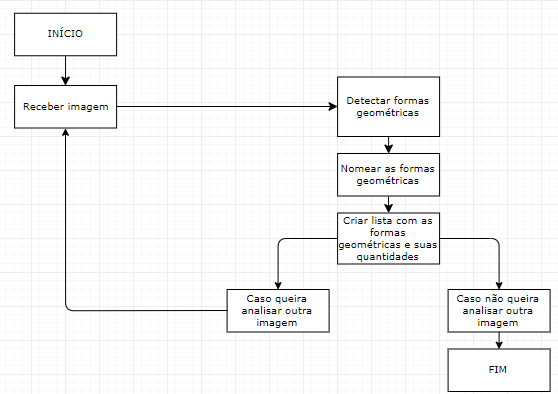 INÍCIO
Receber imagem
Detectar formas
geométricas
Nomear as formas
geométricas
Criar lista com as
formas
geométricas e suas
quantidades
Caso queira
analisar outra
imagem
Caso não queira
analisar outra
imagem
FIM